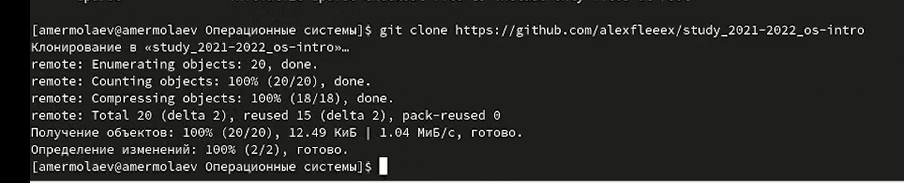 [amermolaev@amermolaev Операционные системы]$ git clone https://github.com/alexfleeex/study_2021-2022_os-intro
Клонирование в «study_2021-2022_os-intro»…
remote: Enumerating objects: 20, done.
remote: Counting objects: 100% (20/20), done.
remote: Compressing objects: 100% (18/18), done.
remote: Total 20 (delta 2), reused 15 (delta 2), pack-reused 0
Получение объектов: 100% (20/20), 12.49 КиБ | 1.04 МиБ/с, готово.
Определение изменений: 100% (2/2), готово.
[amermolaev@amermolaev Операционные системы]$